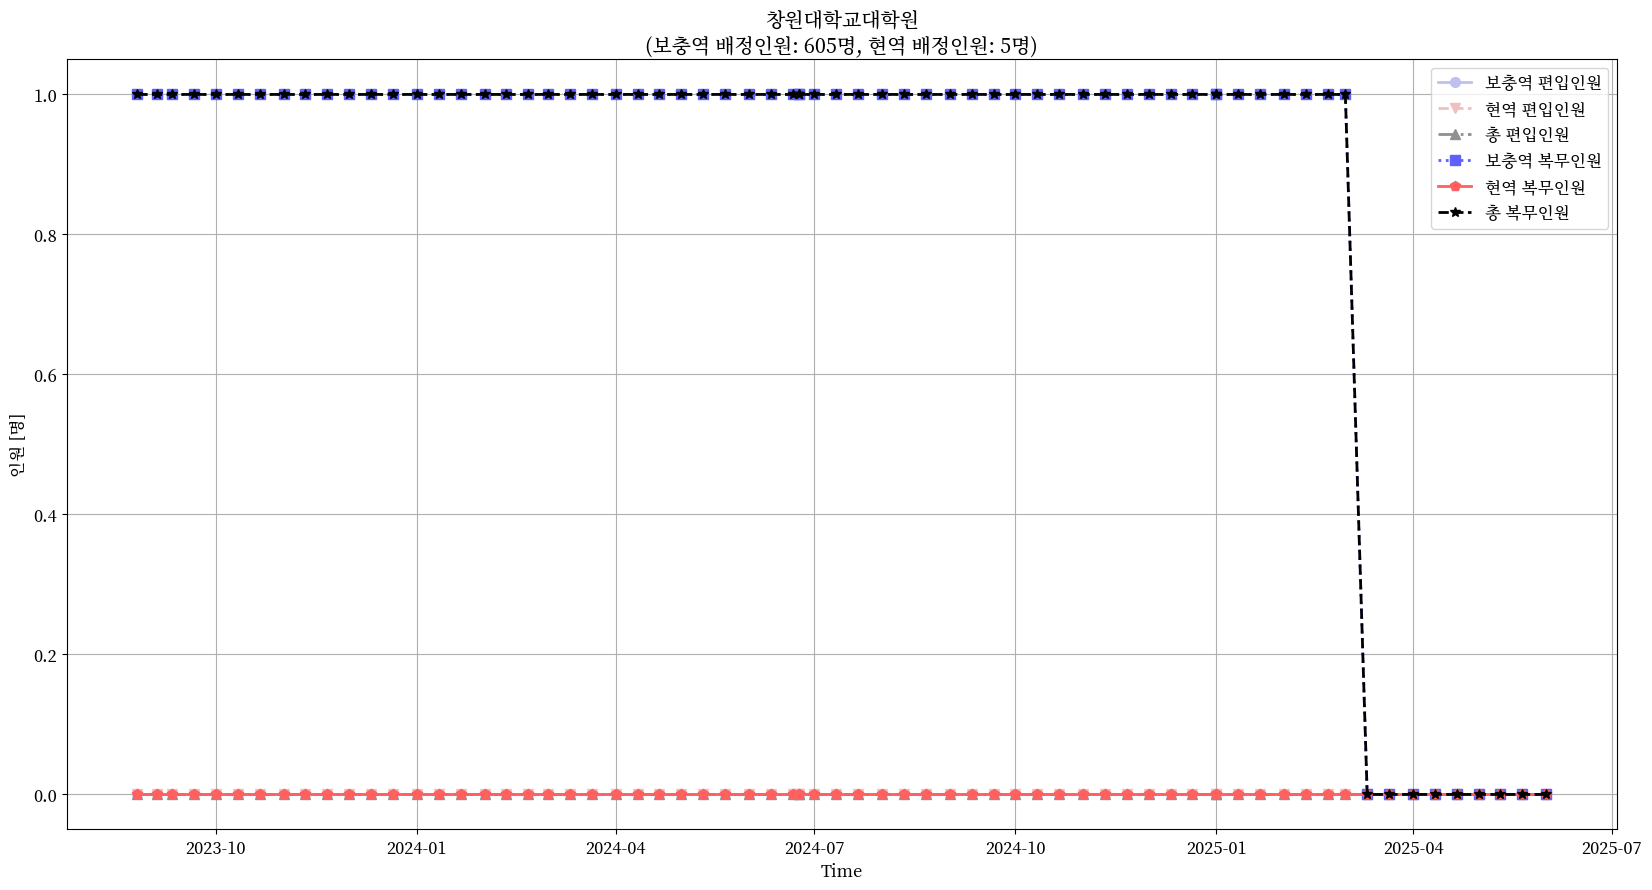 창원대학교대학원
(보충역 배정인원: 605명, 현역 배정인원: 5명)
보충역 편입인원
현역 편입인원
총 편입인원
보충역 복무인원
현역 복무인원
총 복무인원
인원 [명]
1.0
0.8
0.6
0.4
0.2
0.0
2023-10
2024-01
2024-04
2024-07
2024-10
2025-01
2025-04
2025-07
Time